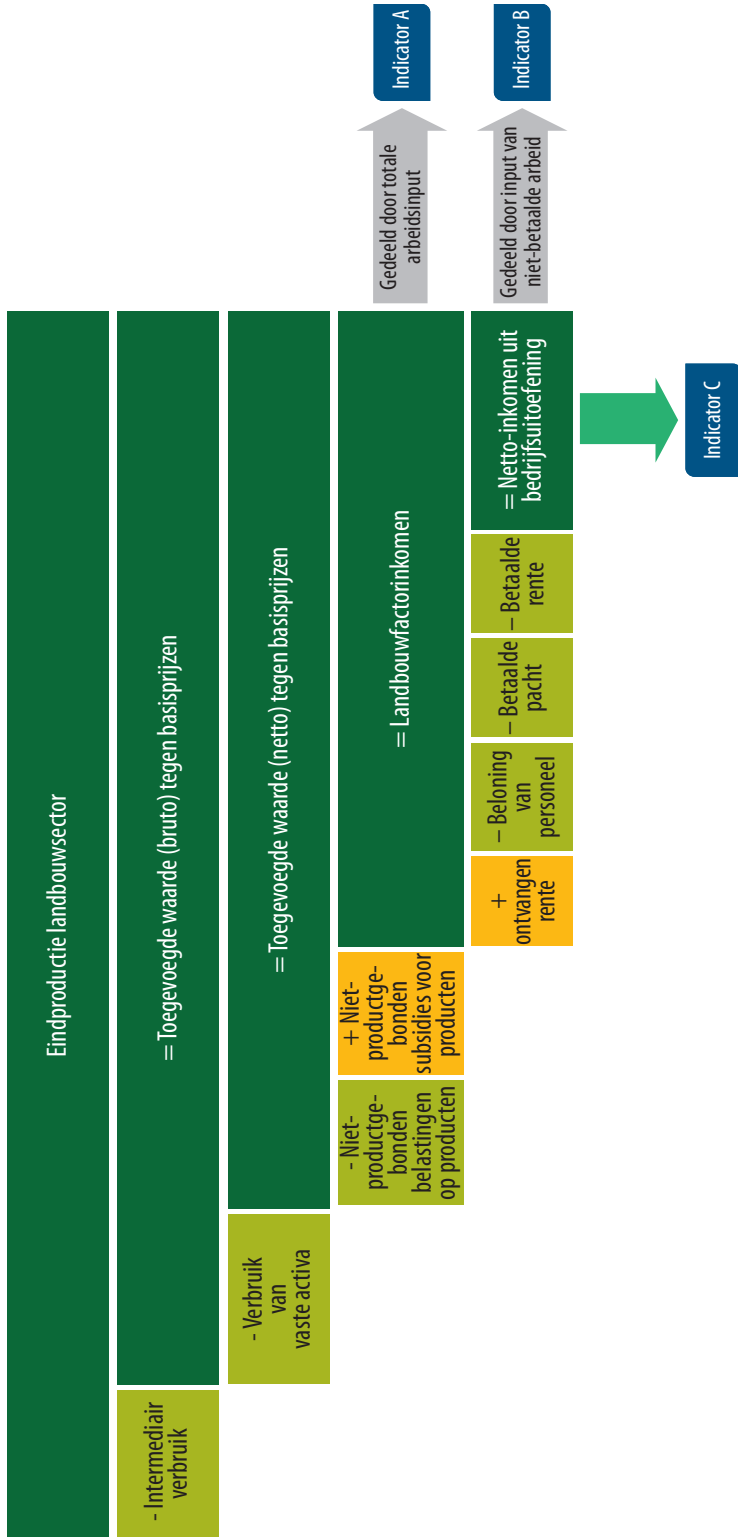 Eindproductie landbouwsector
- Intermediair
verbruik
= Toegevoegde waarde (bruto) tegen basisprijzen
- Verbruik
van
vaste activa
= Toegevoegde waarde (netto) tegen basisprijzen
- Niet-
productge-
bonden
belastingen
op producten
+ Niet-
productge-
bonden
subsidies voor
producten
= Landbouwfactorinkomen
Gedeeld door totale
arbeidsinput
Indicator A
+
ontvangen
rente
– Beloning
van
personeel
– Betaalde
pacht
– Betaalde
rente
= Netto-inkomen uit
bedrijfsuitoefening
Gedeeld door input van
niet-betaalde arbeid
Indicator B
Indicator C